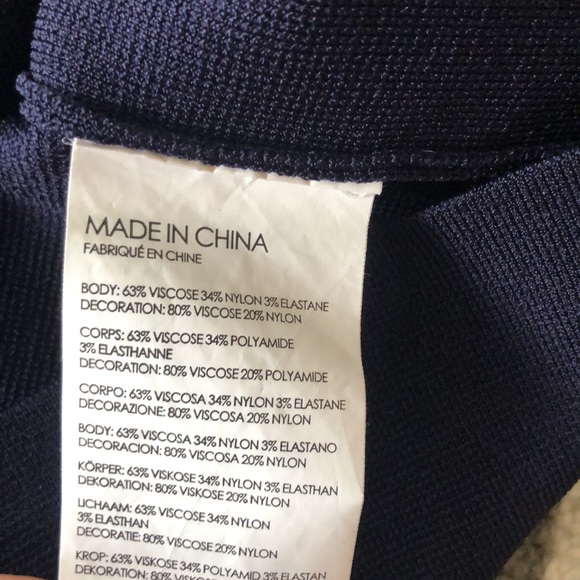 MADE IN CHINA
FABRIQUÉ EN CHINE
BODY: 63% VISCOSE 34% NYLON 3% ELASTANE
DECORATION: 80% VISCOSE 20% NYLON
CORPS: 63% VISCOSE 34% POLYAMIDE
3% ELASTHANNE
DECORATION: 80% VISCOSE 20% POLYAMIDE
CORPO: 63% VISCOSA 34% NYLON 3% ELASTANE
DECORAZIONE: 80% VISCOSA 20% NYLON
BODY: 63% VISCOSA 34% NYLON 3% ELASTANO
DECORACION: 80% VISCOSA 20% NYLON
KÖRPER: 63% VISKOSE 34% NYLON 3% ELASTHAN
DEKORATION: 80% VISKOSE 20% NYLON
LICHAAM: 63% VISCOSE 34% NYLON
3% ELASTHAN
DECORATIE: 80% VISCOSE 20% NYLON
KROP: 63% VISKOSE 34% POLYAMID 3% ELASTAN
DEKORATION: 80% VISKOSE 20% POLYAMID